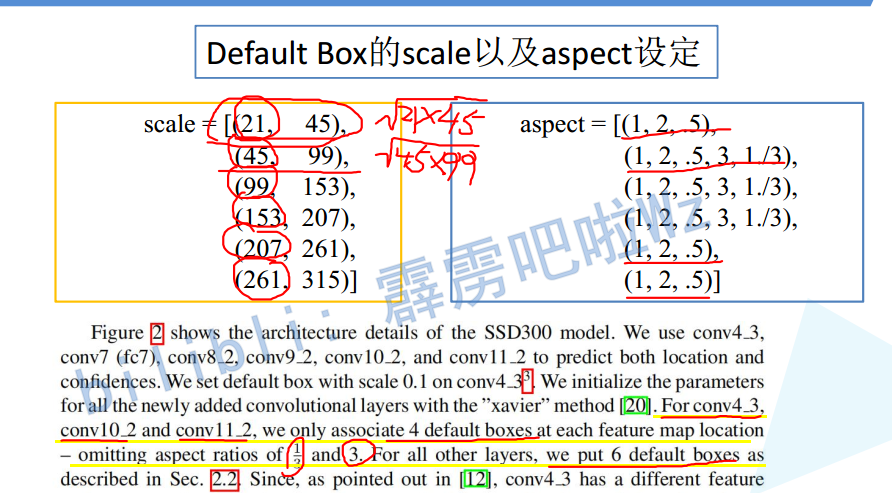 Default Box的scale以及aspect设定
scale = [(21, 45),
(45, 99),
(99, 153),
(153, 207),
(207, 261),
(261, 315)]
√21×45
√45×99
aspect = [(1, 2, .5),
(1, 2, .5, 3, 1./3),
(1, 2, .5, 3, 1./3),
(1, 2, .5, 3, 1./3),
(1, 2, .5),
(1, 2, .5)]
bilibili: 霹雳吧啦Wz
Figure 2 shows the architecture details of the SSD300 model. We use conv4_3,
conv7 (fc7), conv8_2, conv9_2, conv10_2, and conv11_2 to predict both location and
confidences. We set default box with scale 0.1 on conv4_3³. We initialize the parameters
for all the newly added convolutional layers with the ”xavier” method [20]. For conv4_3,
conv10_2 and conv11_2, we only associate 4 default boxes at each feature map location
– omitting aspect ratios of 1/3 and 3. For all other layers, we put 6 default boxes as
described in Sec. 2.2. Since, as pointed out in [12], conv4_3 has a different feature